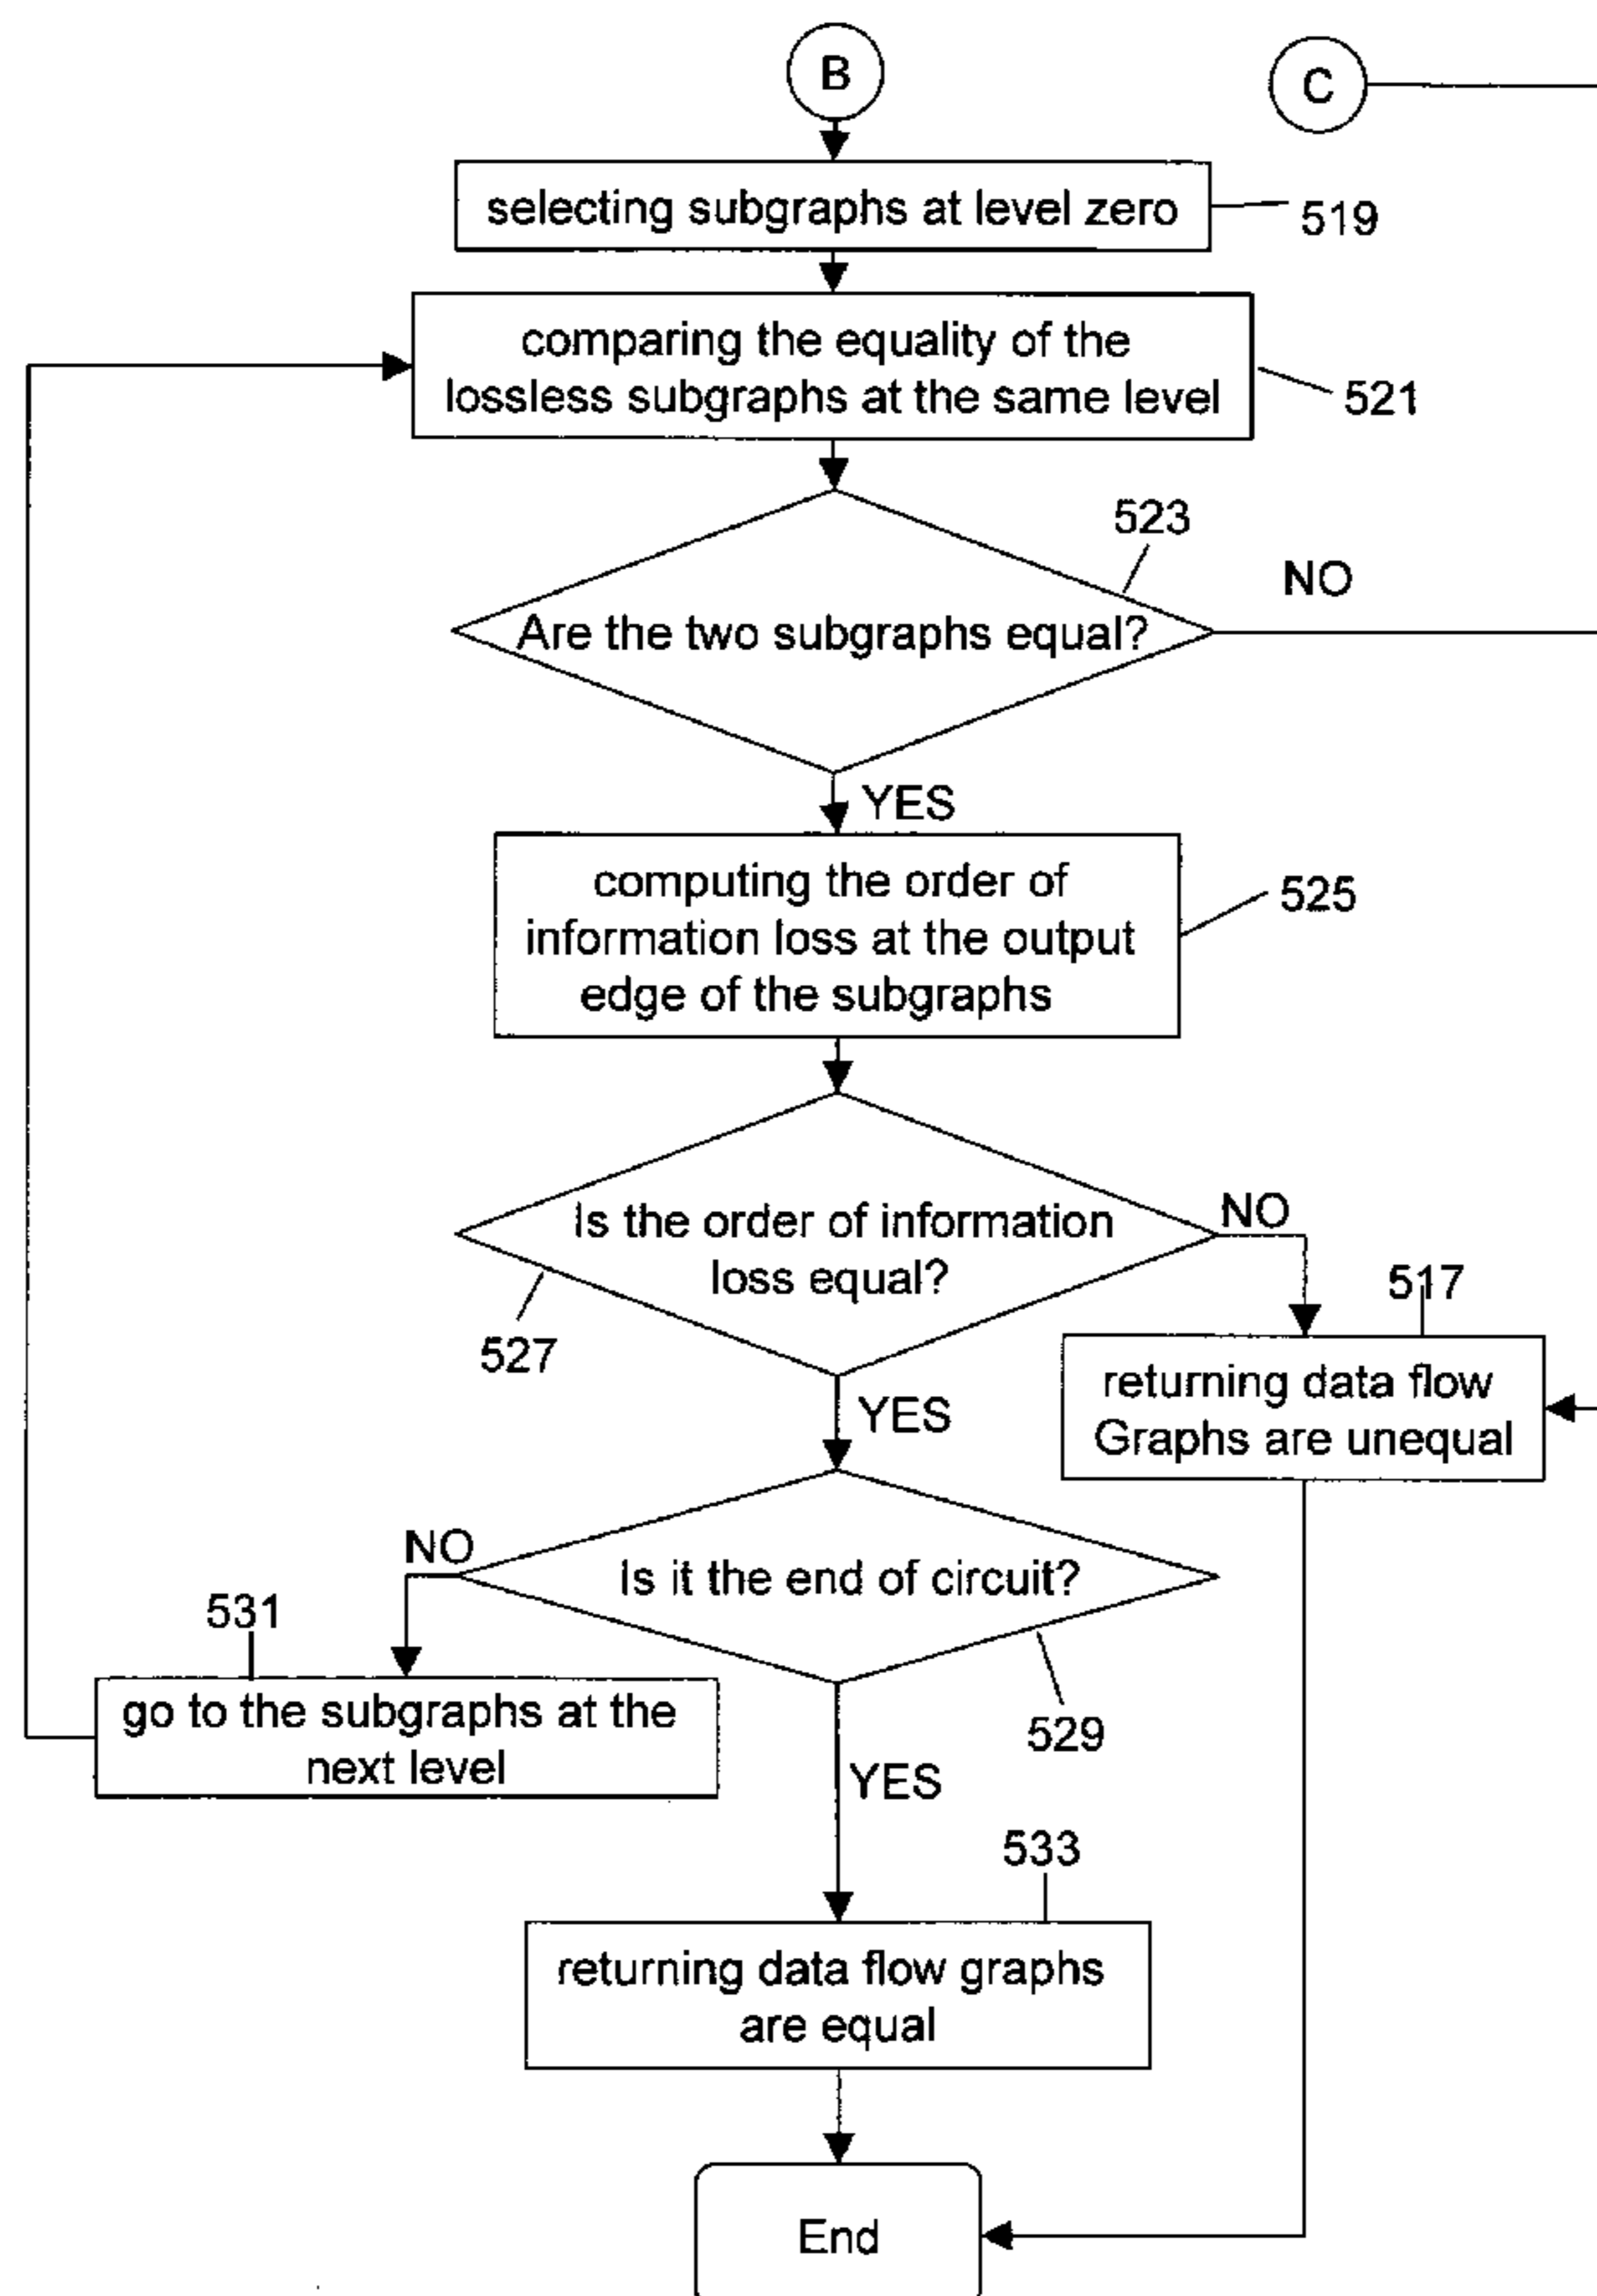 B
C
selecting subgraphs at level zero
519
comparing the equality of the
lossless subgraphs at the same level
521
523
NO
Are the two subgraphs equal?
YES
computing the order of
information loss at the output
edge of the subgraphs
525
Is the order of information
loss equal?
NO
527
517
YES
returning data flow
Graphs are unequal
NO
Is it the end of circuit?
531
529
go to the subgraphs at the
next level
YES
533
returning data flow graphs
are equal
End